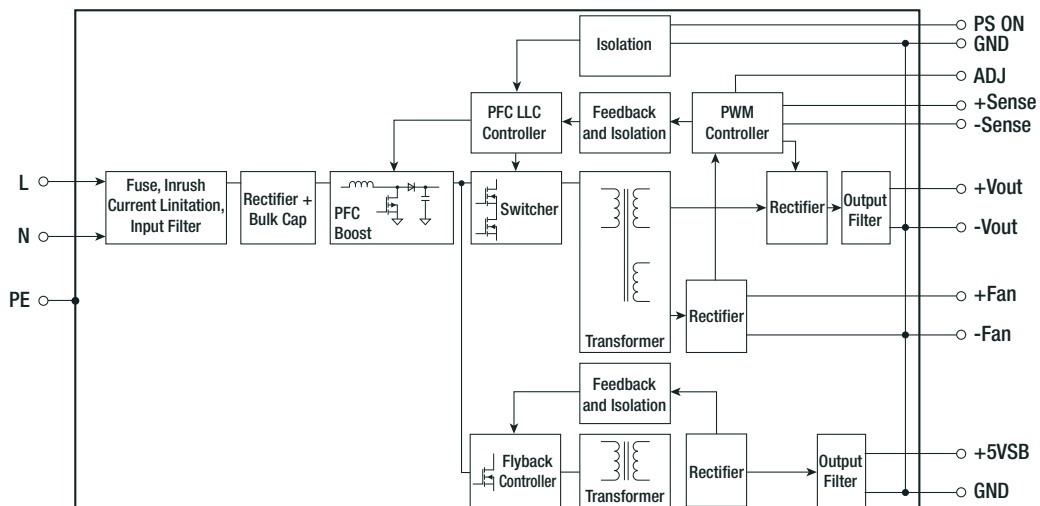 PS ON
Isolation
GND
ADJ
PFC LLC
Controller
Feedback
and Isolation
PWM
Controller
+Sense
-Sense
L
N
PE
Fuse, Inrush
Current Linitation,
Input Filter
Rectifier +
Bulk Cap
PFC
Boost
Switcher
Transformer
Rectifier
Output
Filter
+Vout
-Vout
Rectifier
+Fan
-Fan
Feedback
and Isolation
Flyback
Controller
Transformer
Rectifier
Output
Filter
+5VSB
GND